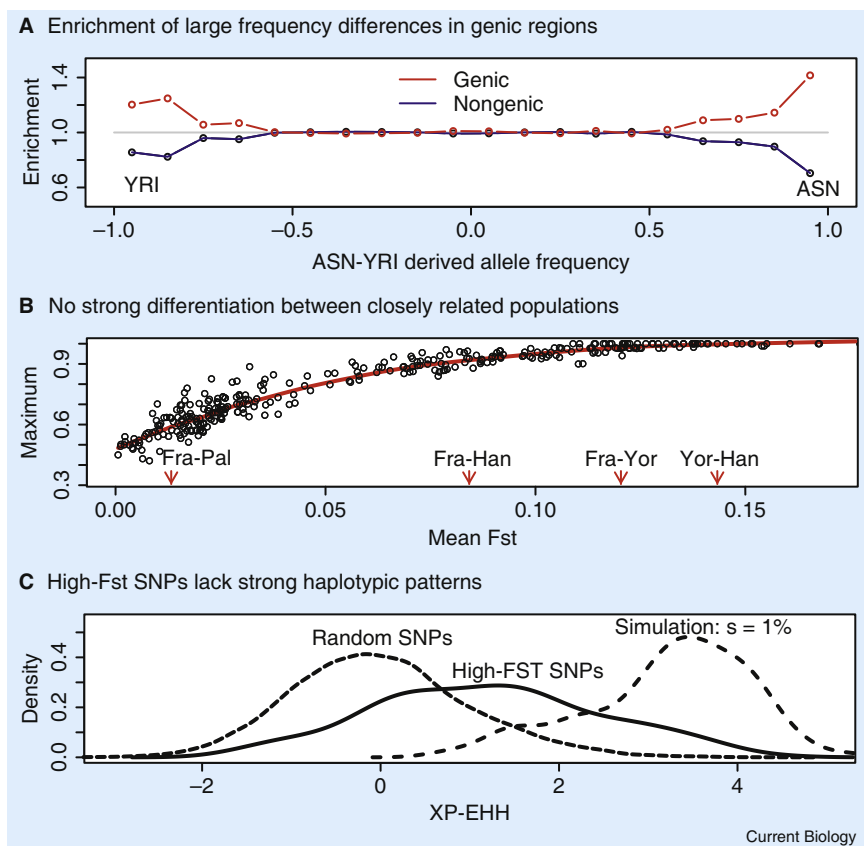 A Enrichment of large frequency differences in genic regions
Enrichment
1.4
1.0
0.6
Genic
Nongenic
YRI
ASN
−1.0 −0.5 0.0 0.5 1.0
ASN-YRI derived allele frequency
B No strong differentiation between closely related populations
Maximum
0.9
0.6
0.3
Fra-Pal Fra-Han Fra-Yor Yor-Han
0.00 0.05 0.10 0.15
Mean Fst
C High-Fst SNPs lack strong haplotypic patterns
Density
0.4
0.2
0.0
Random SNPs
High-FST SNPs
Simulation: s = 1%
−2 0 2 4
XP-EHH
Current Biology